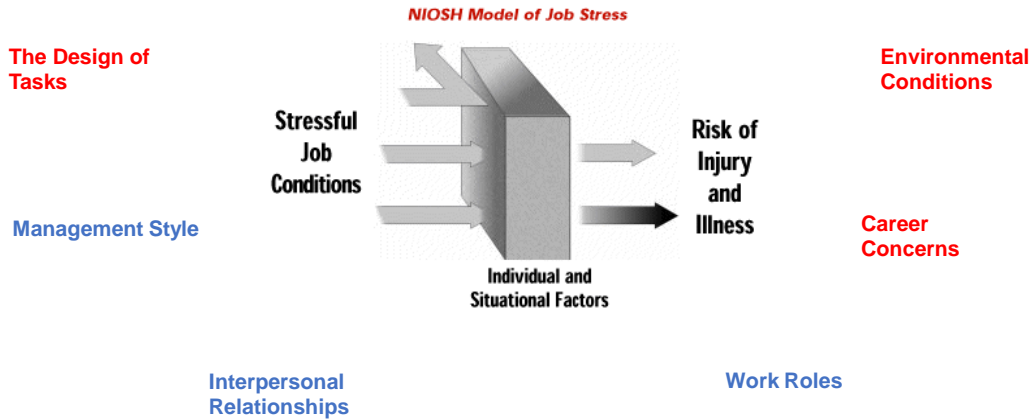 NIOSH Model of Job Stress
The Design of
Tasks
Environmental
Conditions
Stressful
Job
Conditions
Risk of
Injury
and
Illness
Management Style
Career
Concerns
Individual and
Situational Factors
Interpersonal
Relationships
Work Roles